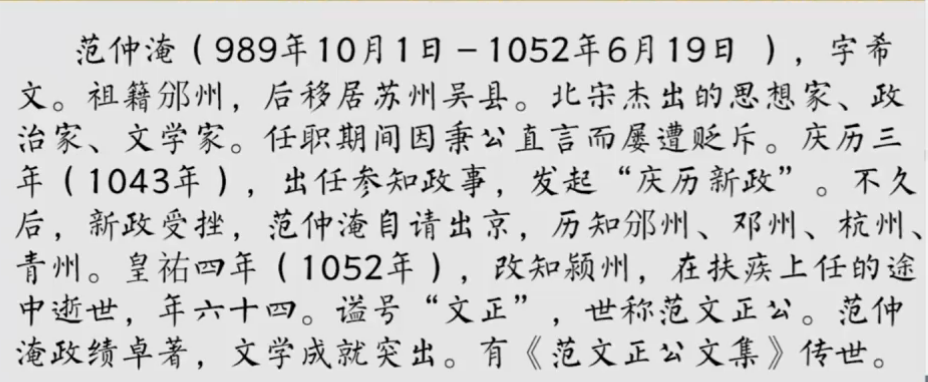 范仲淹（989年10月1日－1052年6月19日 ），字希
文。祖籍邠州，后移居苏州吴县。北宋杰出的思想家、政
治家、文学家。任职期间因秉公直言而屡遭贬斥。庆历三
年（1043年），出任参知政事，发起“庆历新政”。不久
后，新政受挫，范仲淹自请出京，历知邠州、邓州、杭州、
青州。皇祐四年（1052年），改知颍州，在扶疾上任的途
中逝世，年六十四。谥号“文正”，世称范文正公。范仲
淹政绩卓著，文学成就突出。有《范文正公文集》传世。